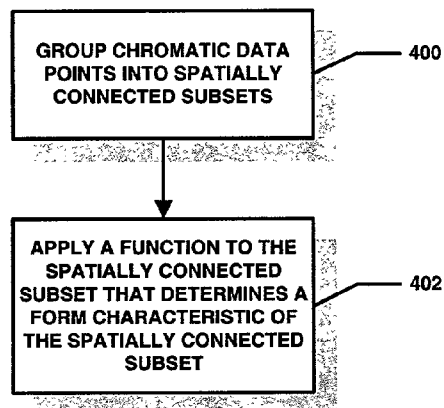 GROUP CHROMATIC DATA
POINTS INTO SPATIALLY
CONNECTED SUBSETS
400
APPLY A FUNCTION TO THE
SPATIALLY CONNECTED
SUBSET THAT DETERMINES A
FORM CHARACTERISTIC OF
THE SPATIALLY CONNECTED
SUBSET
402